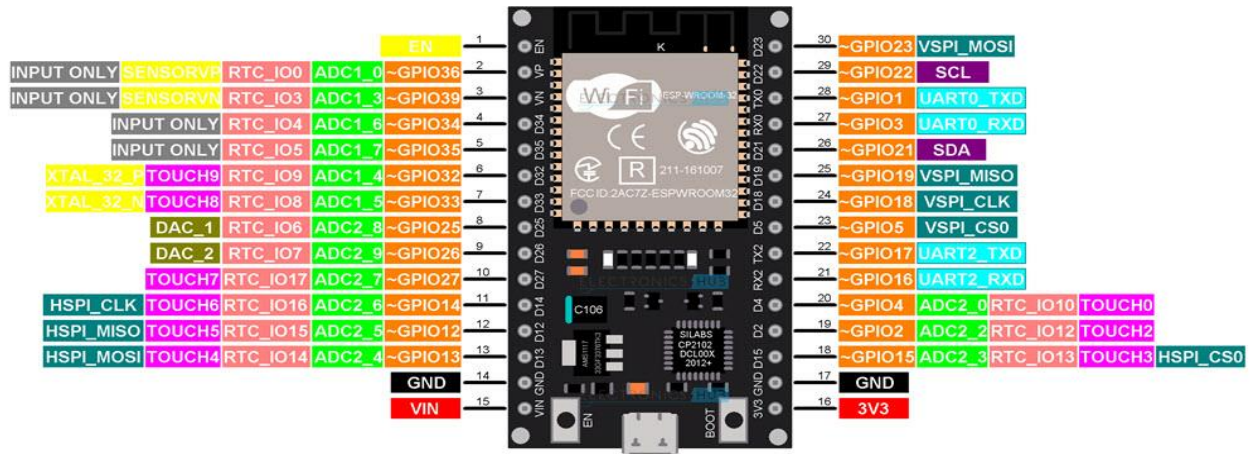 EN 1 EN
INPUT ONLY SENSORVP RTC_IO0 ADC1_0 ~GPIO36 2 VP
INPUT ONLY SENSORVN RTC_IO3 ADC1_3 ~GPIO39 3 VN
INPUT ONLY RTC_IO4 ADC1_6 ~GPIO34 4 D34
INPUT ONLY RTC_IO5 ADC1_7 ~GPIO35 5 D35
XTAL_32_P TOUCH9 RTC_IO9 ADC1_4 ~GPIO32 6 D32
XTAL_32_N TOUCH8 RTC_IO8 ADC1_5 ~GPIO33 7 D33
DAC_1 RTC_IO6 ADC2_8 ~GPIO25 8 D25
DAC_2 RTC_IO7 ADC2_9 ~GPIO26 9 D26
TOUCH7 RTC_IO17 ADC2_7 ~GPIO27 10 D27
HSPI_CLK TOUCH6 RTC_IO16 ADC2_6 ~GPIO14 11 D14
HSPI_MISO TOUCH5 RTC_IO15 ADC2_5 ~GPIO12 12 D12
HSPI_MOSI TOUCH4 RTC_IO14 ADC2_4 ~GPIO13 13 D13
GND 14 GND
VIN 15 VIN
K
Wi Fi ESP-WROOM-32
CE
R 211-161007
FCC ID:2AC7Z-ESPWROOM32
ELECTRONICS HUB
C106
AMS1117
SILABS
CP2102
DCL00X
2012+
ELECTRONICS HUB
EN
BOOT
D23 30 ~GPIO23 VSPI_MOSI
D22 29 ~GPIO22 SCL
TX0 28 ~GPIO1 UART0_TXD
RX0 27 ~GPIO3 UART0_RXD
D21 26 ~GPIO21 SDA
D19 25 ~GPIO19 VSPI_MISO
D18 24 ~GPIO18 VSPI_CLK
D5 23 ~GPIO5 VSPI_CS0
TX2 22 ~GPIO17 UART2_TXD
RX2 21 ~GPIO16 UART2_RXD
D4 20 ~GPIO4 ADC2_0 RTC_IO10 TOUCH0
D2 19 ~GPIO2 ADC2_2 RTC_IO12 TOUCH2
D15 18 ~GPIO15 ADC2_3 RTC_IO13 TOUCH3 HSPI_CS0
GND 17 GND
3V3 16 3V3